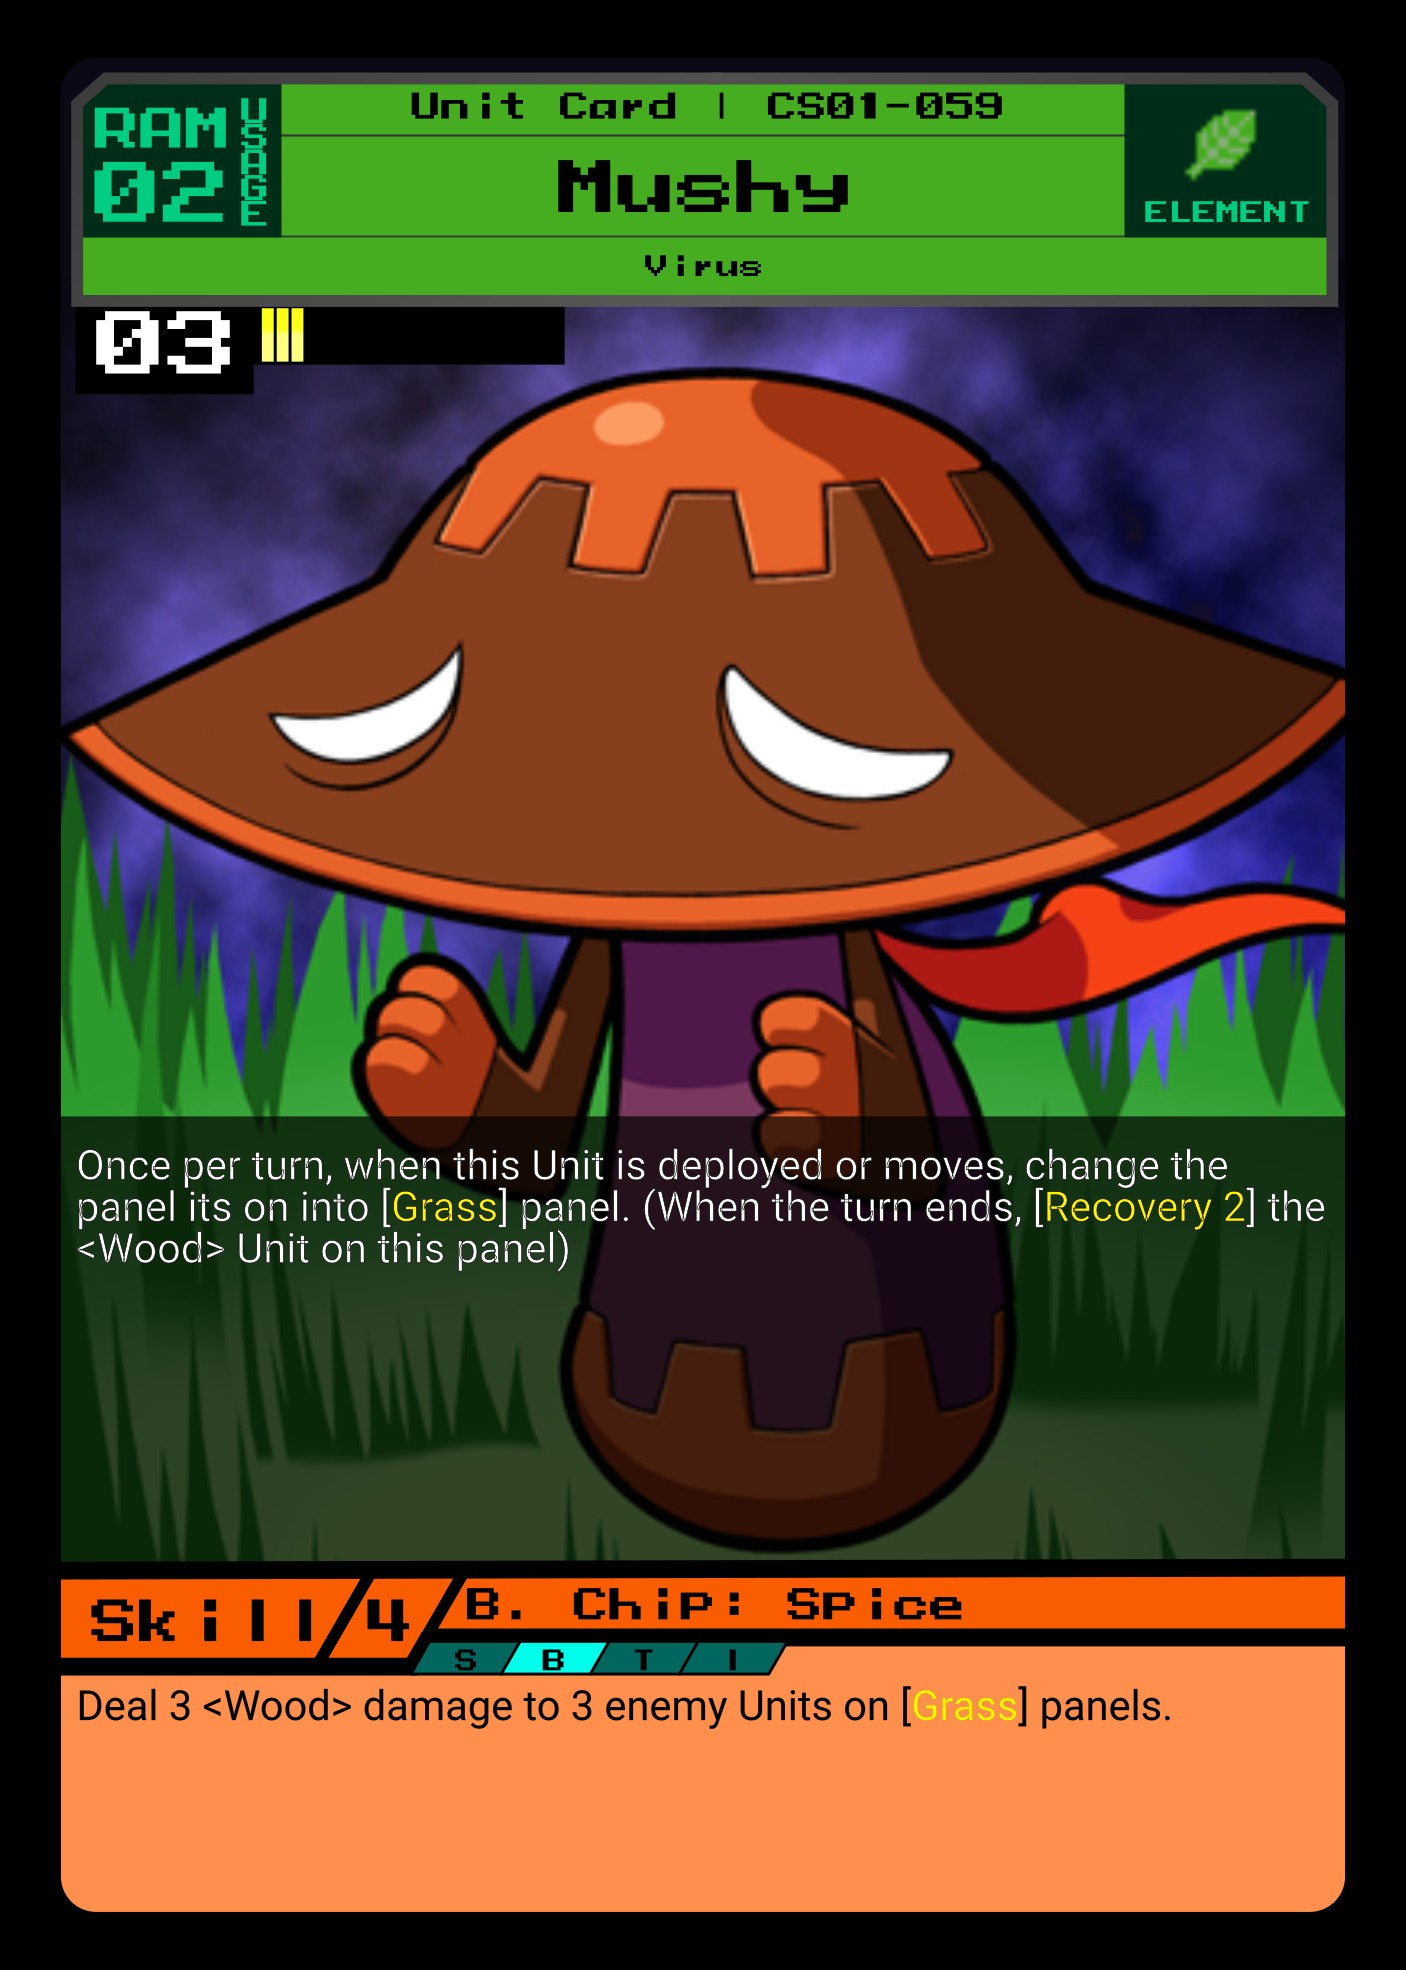 RAM
02
USAGE
Unit Card | CS01-059
Mushy
ELEMENT
Virus
03
Once per turn, when this Unit is deployed or moves, change the
panel its on into [Grass] panel. (When the turn ends, [Recovery 2] the
<Wood> Unit on this panel)
Skill/4
B. Chip: Spice
S B T I
Deal 3 <Wood> damage to 3 enemy Units on [Grass] panels.